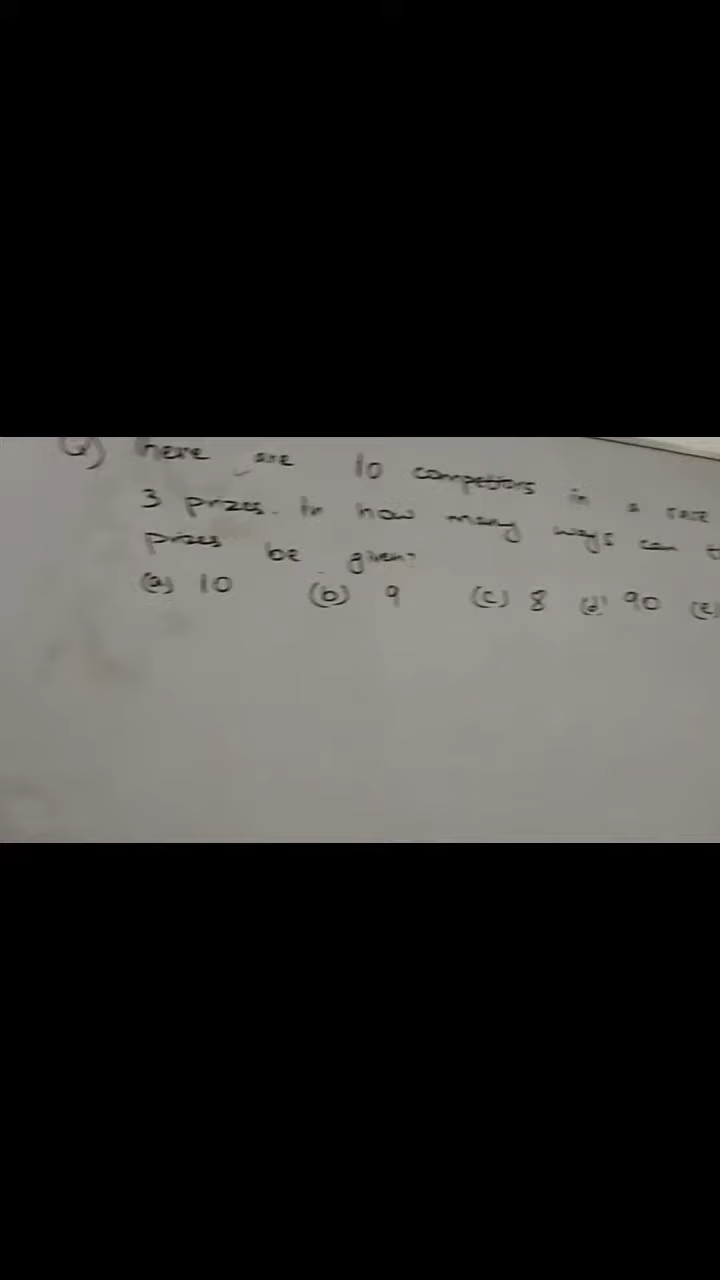 (Q) There are 10 competitors in a race
3 prizes. In how many ways can t
prizes be given?
(a) 10 (b) 9 (c) 8 (d) 90 (E)